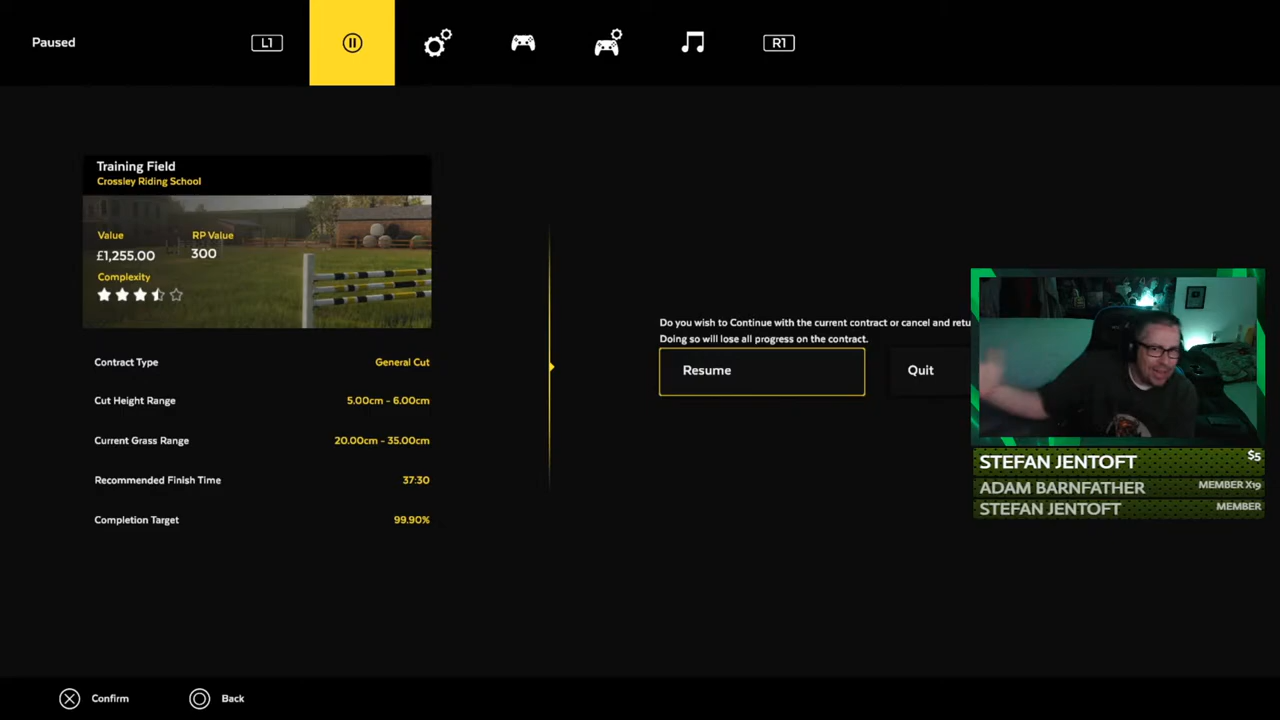 Paused
L1
R1
Training Field
Crossley Riding School
Value
RP Value
£1,255.00
300
Complexity
Contract Type
General Cut
Cut Height Range
5.00cm - 6.00cm
Current Grass Range
20.00cm - 35.00cm
Recommended Finish Time
37:30
Completion Target
99.90%
Do you wish to Continue with the current contract or cancel and retu
Doing so will lose all progress on the contract.
Resume
Quit
STEFAN JENTOFT
$5
ADAM BARNFATHER
MEMBER X19
STEFAN JENTOFT
MEMBER
Confirm
Back